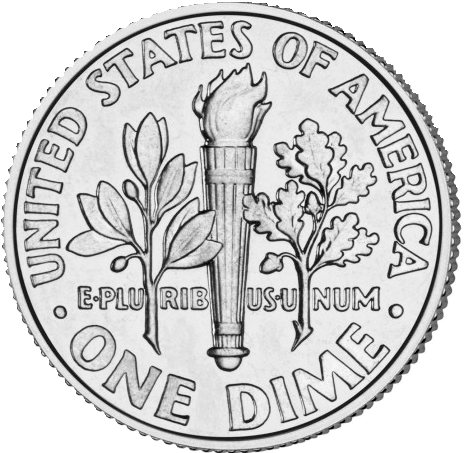 UNITED STATES OF AMERICA
E·PLURIBUS·UNUM
· ONE DIME ·